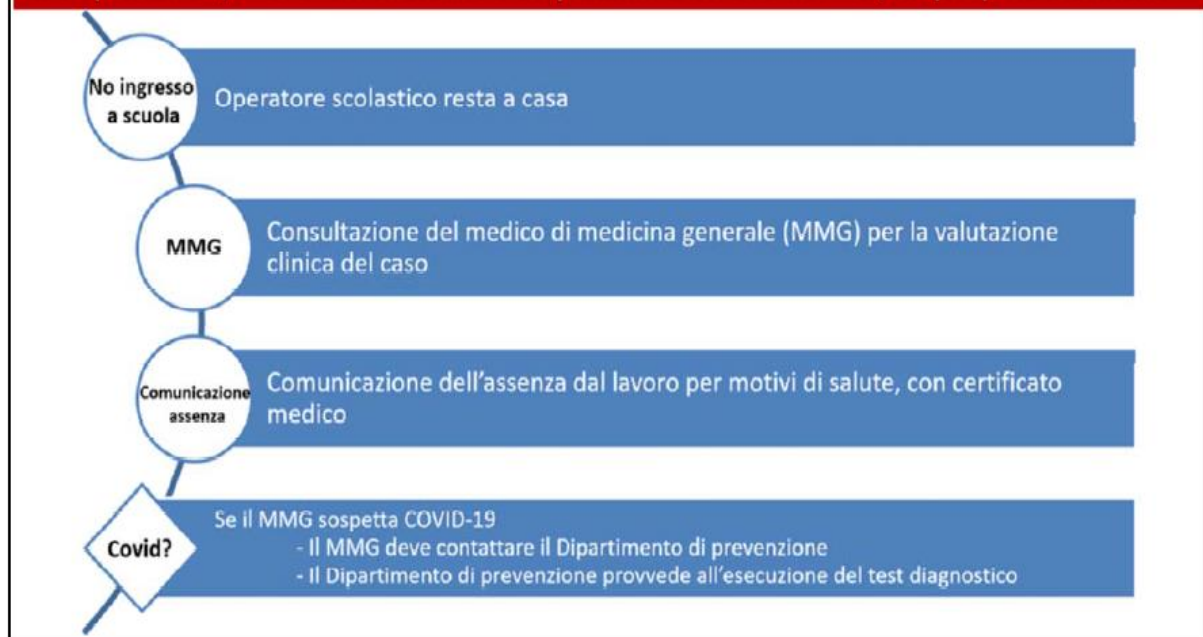 No ingresso
a scuola
Operatore scolastico resta a casa
MMG
Consultazione del medico di medicina generale (MMG) per la valutazione
clinica del caso
Comunicazione
assenza
Comunicazione dell'assenza dal lavoro per motivi di salute, con certificato
medico
Covid?
Se il MMG sospetta COVID-19
- Il MMG deve contattare il Dipartimento di prevenzione
- Il Dipartimento di prevenzione provvede all'esecuzione del test diagnostico